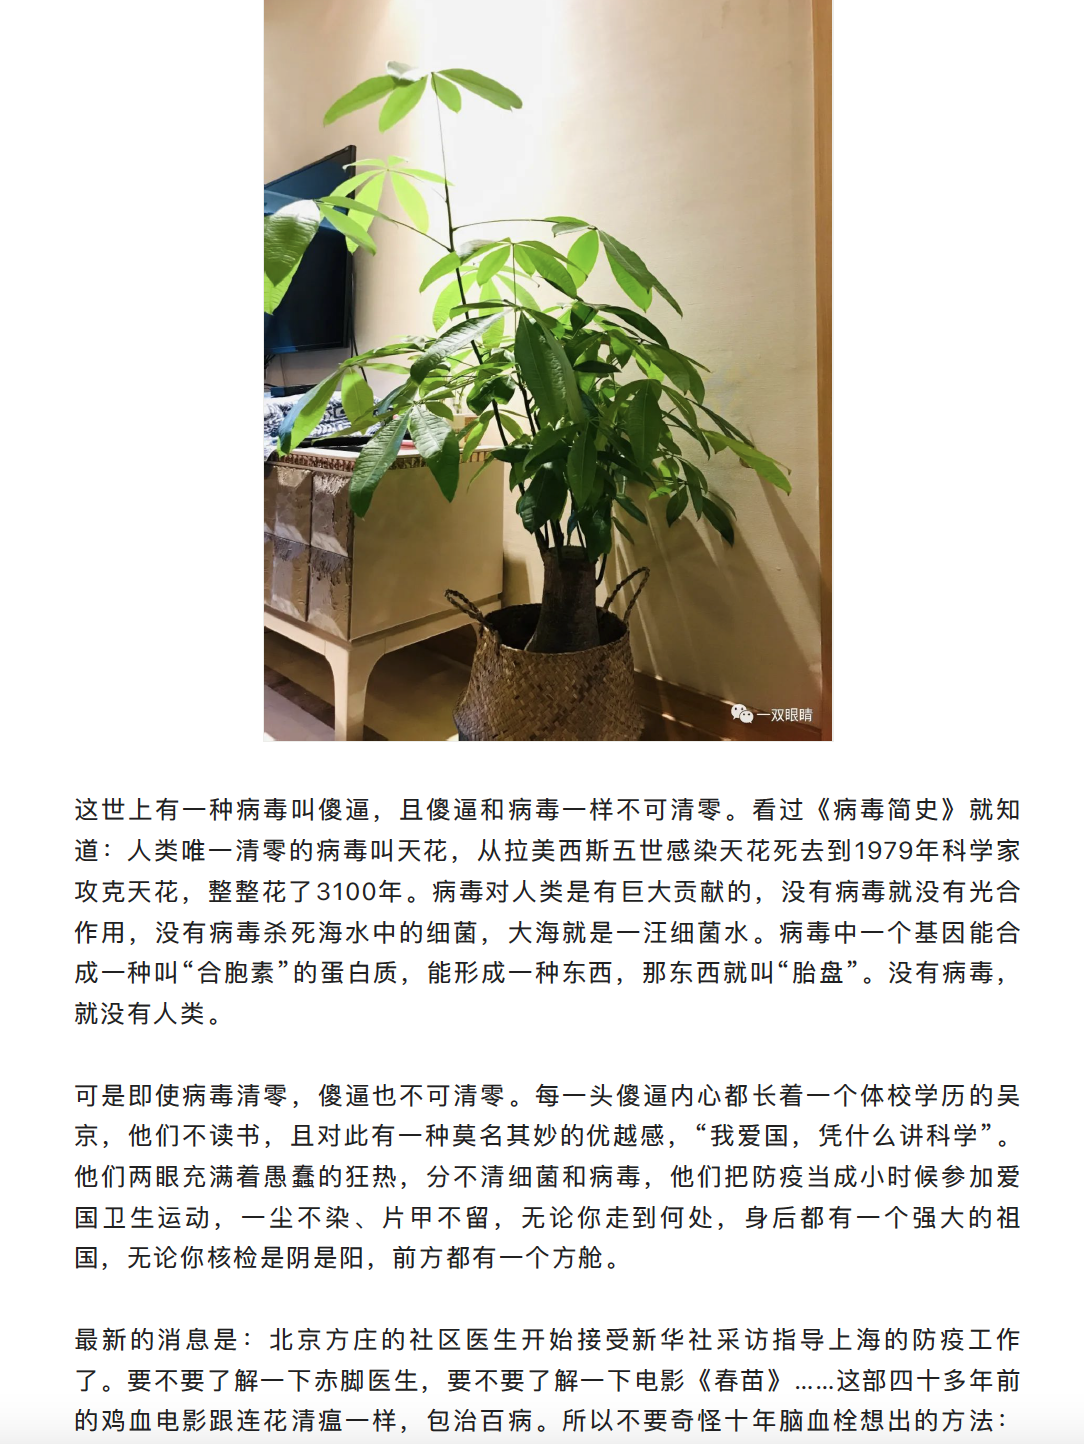 一双眼睛
这世上有一种病毒叫傻逼，且傻逼和病毒一样不可清零。看过《病毒简史》就知
道：人类唯一清零的病毒叫天花，从拉美西斯五世感染天花死去到1979年科学家
攻克天花，整整花了3100年。病毒对人类是有巨大贡献的，没有病毒就没有光合
作用，没有病毒杀死海水中的细菌，大海就是一汪细菌水。病毒中一个基因能合
成一种叫“合胞素”的蛋白质，能形成一种东西，那东西就叫“胎盘”。没有病毒，
就没有人类。
可是即使病毒清零，傻逼也不可清零。每一头傻逼内心都长着一个体校学历的吴
京，他们不读书，且对此有一种莫名其妙的优越感，“我爱国，凭什么讲科学”。
他们两眼充满着愚蠢的狂热，分不清细菌和病毒，他们把防疫当成小时候参加爱
国卫生运动，一尘不染、片甲不留，无论你走到何处，身后都有一个强大的祖
国，无论你核检是阴是阳，前方都有一个方舱。
最新的消息是：北京方庄的社区医生开始接受新华社采访指导上海的防疫工作
了。要不要了解一下赤脚医生，要不要了解一下电影《春苗》……这部四十多年前
的鸡血电影跟连花清瘟一样，包治百病。所以不要奇怪十年脑血栓想出的方法：